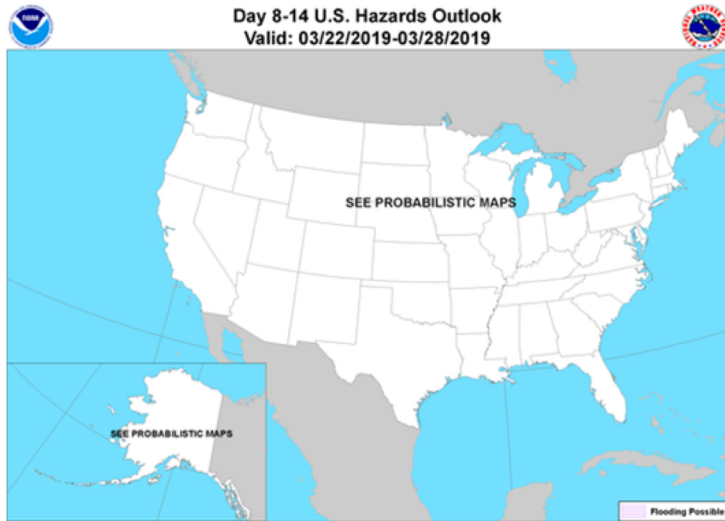 Day 8-14 U.S. Hazards Outlook
Valid: 03/22/2019-03/28/2019
SEE PROBABILISTIC MAPS
SEE PROBABILISTIC MAPS
Flooding Possible